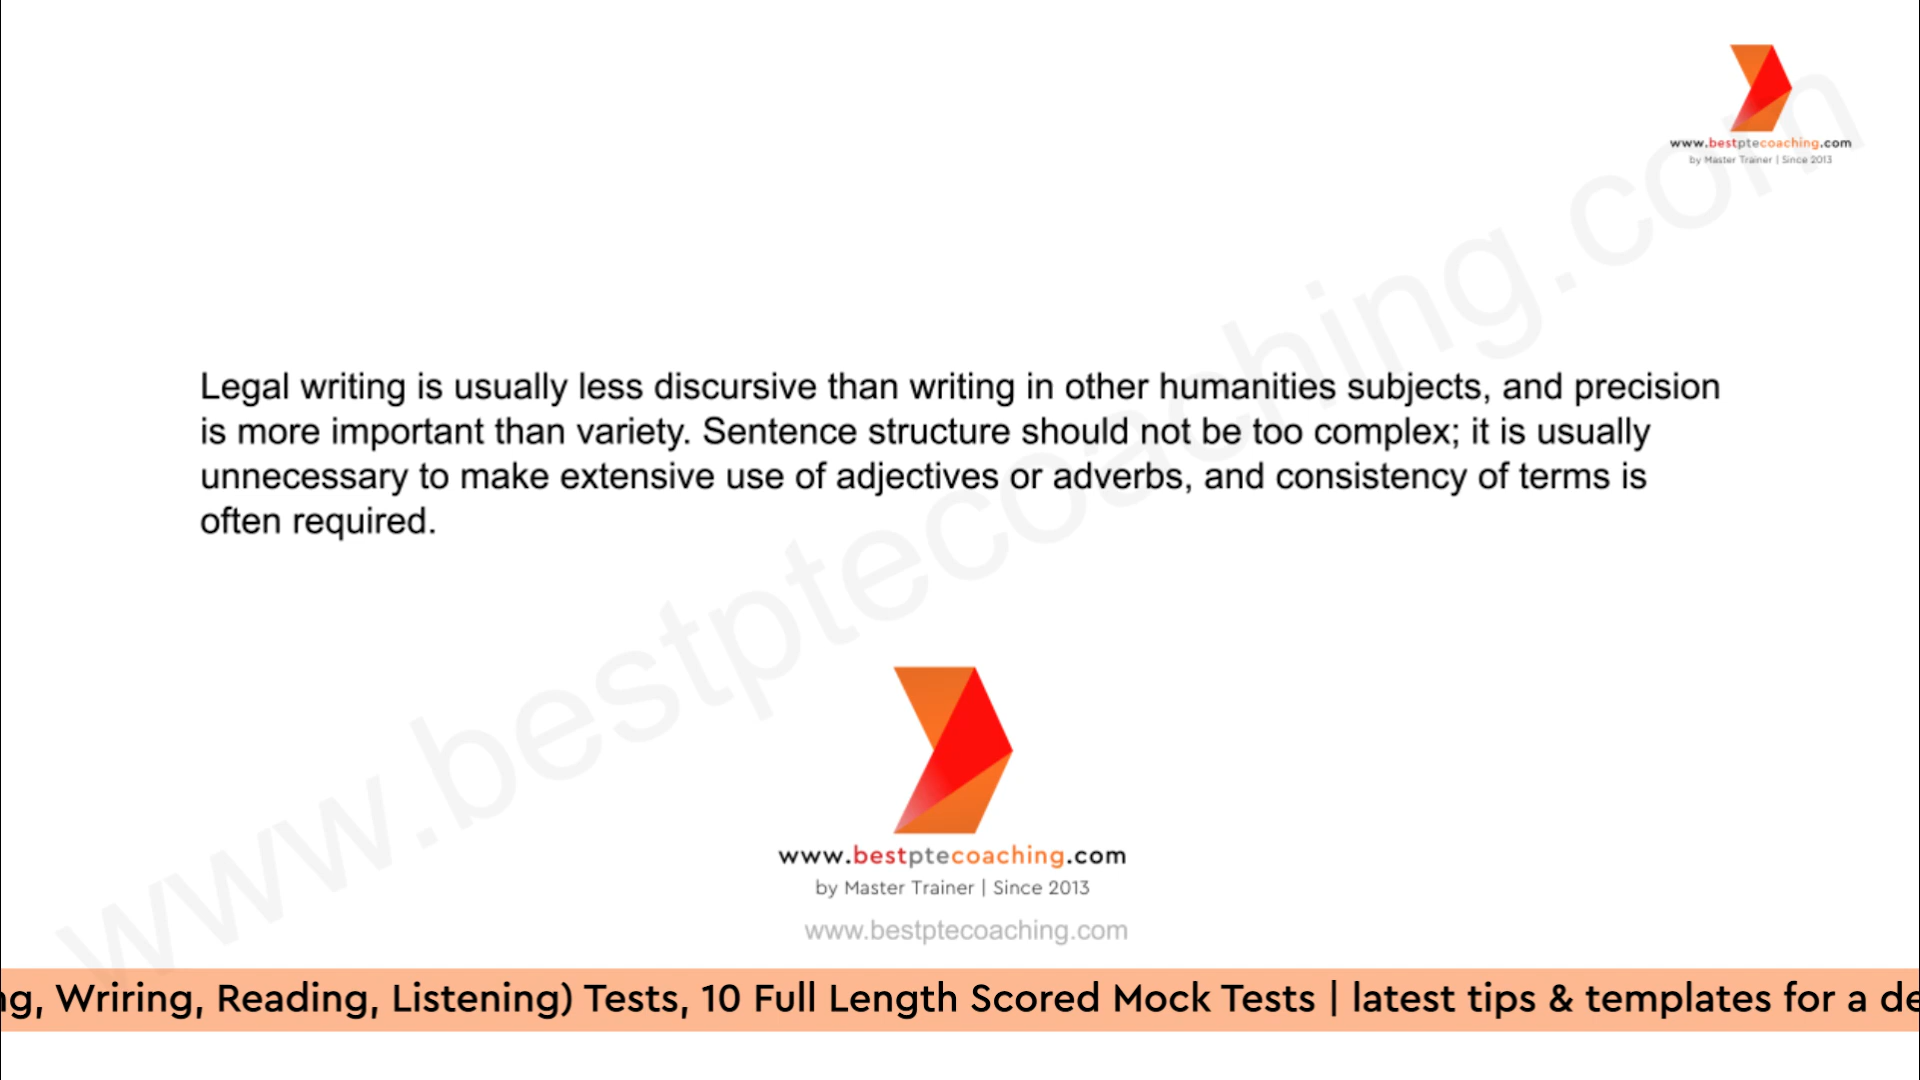 www.bestptecoaching.com
by Master Trainer | Since 2013
Legal writing is usually less discursive than writing in other humanities subjects, and precision
is more important than variety. Sentence structure should not be too complex; it is usually
unnecessary to make extensive use of adjectives or adverbs, and consistency of terms is
often required.
www.bestptecoaching.com
www.bestptecoaching.com
by Master Trainer | Since 2013
www.bestptecoaching.com
ng, Wriring, Reading, Listening) Tests, 10 Full Length Scored Mock Tests | latest tips & templates for a de